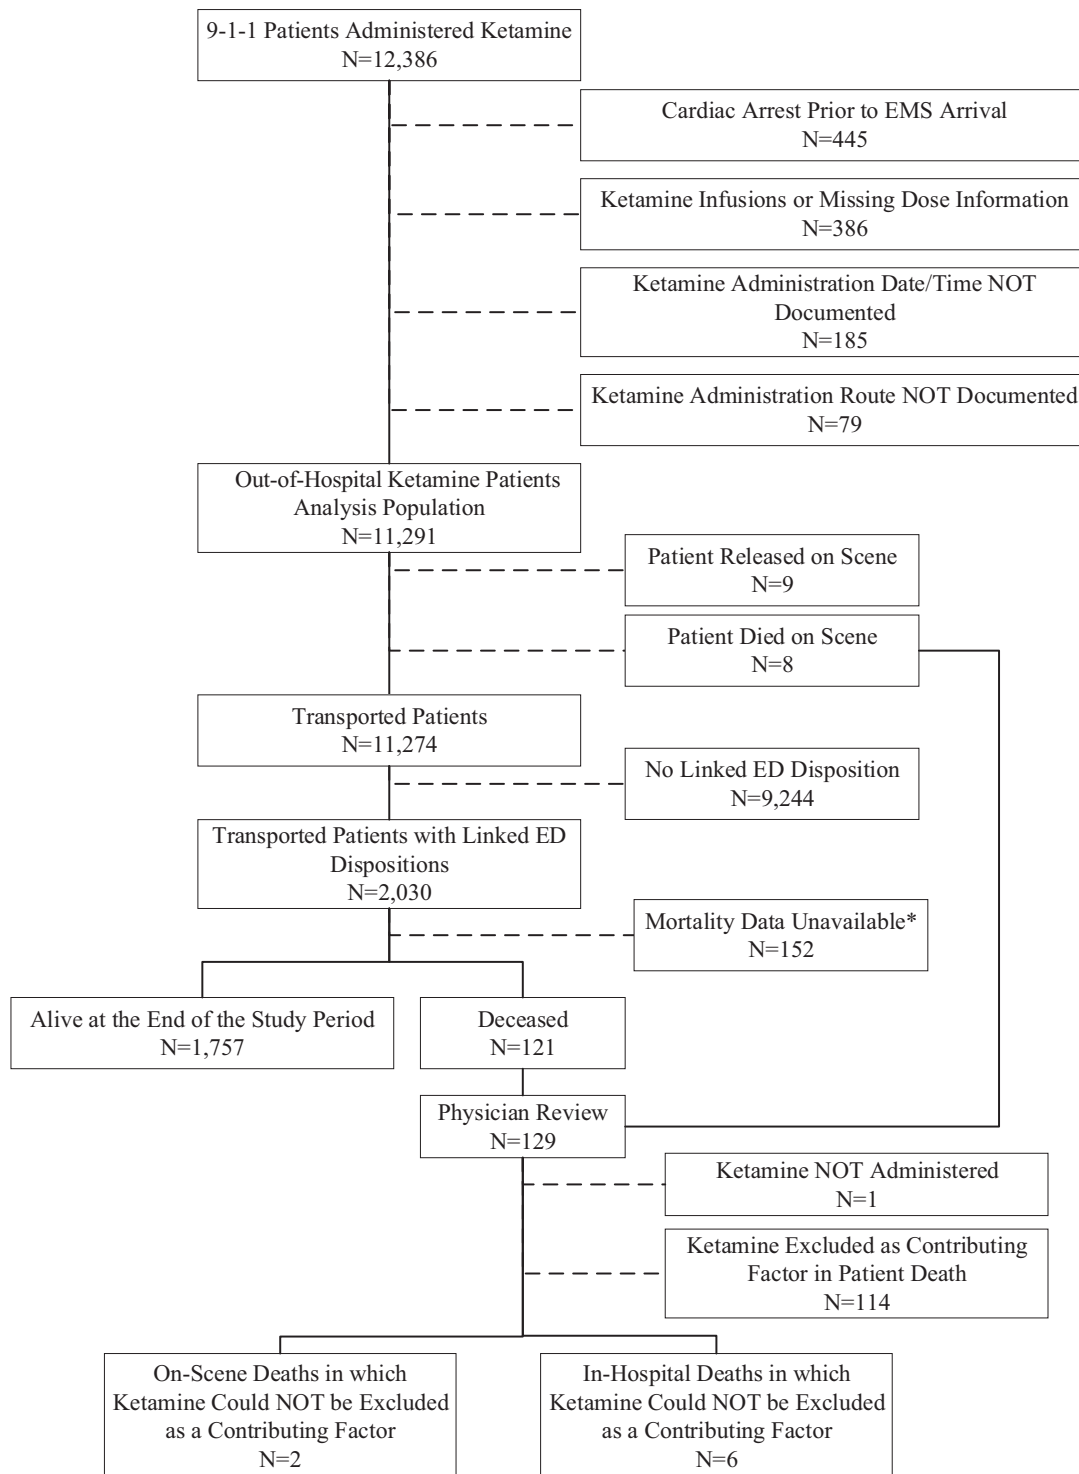 9-1-1 Patients Administered Ketamine
N=12,386
Cardiac Arrest Prior to EMS Arrival
N=445
Ketamine Infusions or Missing Dose Information
N=386
Ketamine Administration Date/Time NOT
Documented
N=185
Ketamine Administration Route NOT Documented
N=79
Out-of-Hospital Ketamine Patients
Analysis Population
N=11,291
Patient Released on Scene
N=9
Patient Died on Scene
N=8
Transported Patients
N=11,274
No Linked ED Disposition
N=9,244
Transported Patients with Linked ED
Dispositions
N=2,030
Mortality Data Unavailable*
N=152
Alive at the End of the Study Period
N=1,757
Deceased
N=121
Physician Review
N=129
Ketamine NOT Administered
N=1
Ketamine Excluded as Contributing
Factor in Patient Death
N=114
On-Scene Deaths in which
Ketamine Could NOT be Excluded
as a Contributing Factor
N=2
In-Hospital Deaths in which
Ketamine Could NOT be Excluded
as a Contributing Factor
N=6